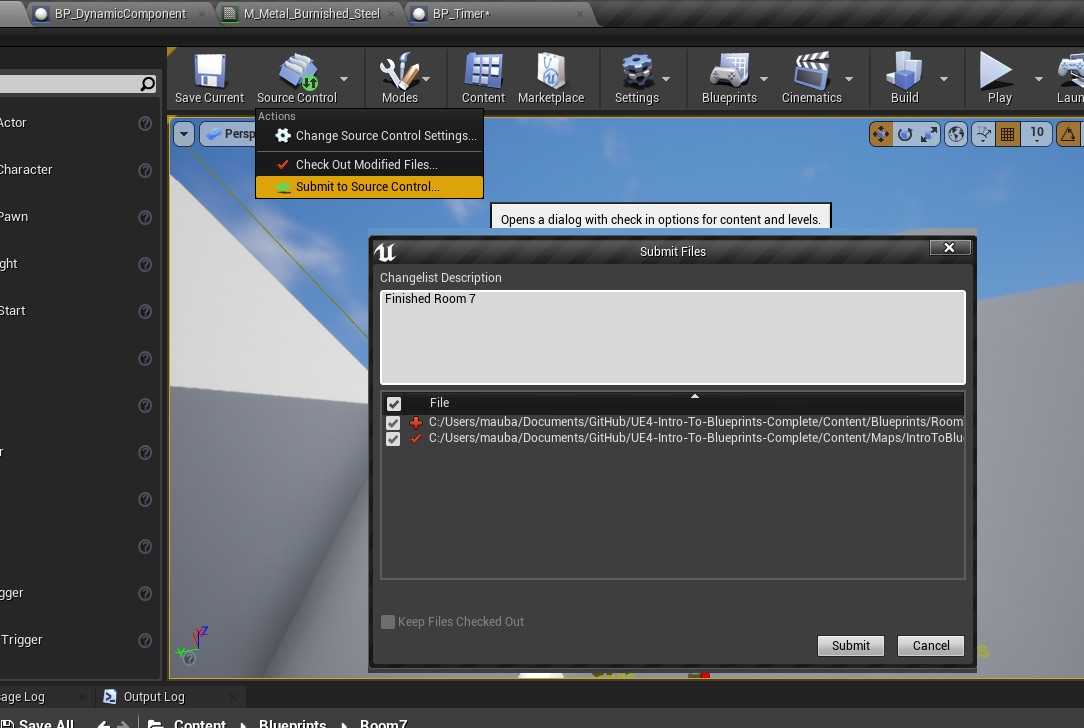 BP_DynamicComponent
M_Metal_Burnished_Steel
BP_Timer*
Save Current
Source Control
Modes
Content
Marketplace
Settings
Blueprints
Cinematics
Build
Play
Laun
Actions
Change Source Control Settings...
Check Out Modified Files...
Submit to Source Control...
Persp
10
Actor
Character
Pawn
ght
Start
r
gger
Trigger
Opens a dialog with check in options for content and levels.
Submit Files
Changelist Description
Finished Room 7
File
C:/Users/mauba/Documents/GitHub/UE4-Intro-To-Blueprints-Complete/Content/Blueprints/Room
C:/Users/mauba/Documents/GitHub/UE4-Intro-To-Blueprints-Complete/Content/Maps/IntroToBlu
Keep Files Checked Out
Submit
Cancel
Z
Y
sage Log
Output Log
Save All
Content
Blueprints
Room7